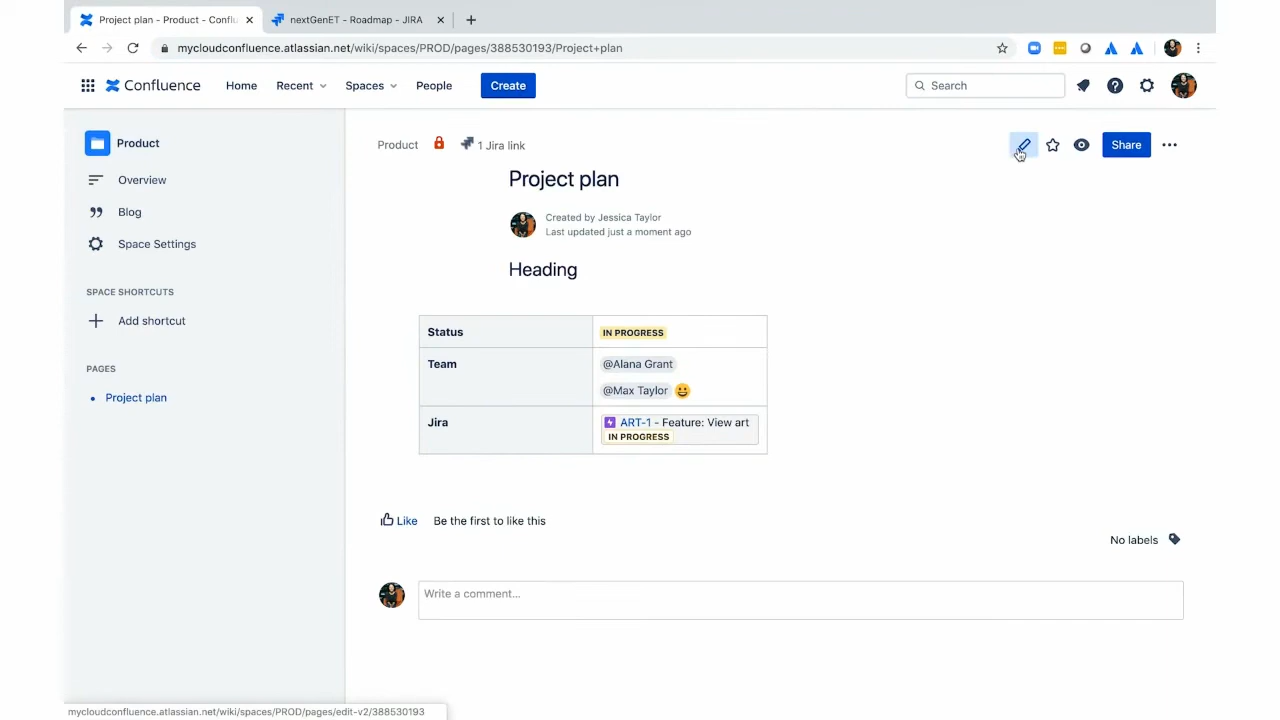 Project plan - Product - Conflu
nextGenET - Roadmap - JIRA
mycloudconfluence.atlassian.net/wiki/spaces/PROD/pages/388530193/Project+plan
Confluence
Home
Recent
Spaces
People
Create
Search
Product
Overview
Blog
Space Settings
SPACE SHORTCUTS
Add shortcut
PAGES
Project plan
Product
1 Jira link
Share
Project plan
Created by Jessica Taylor
Last updated just a moment ago
Heading
Status
IN PROGRESS
Team
@Alana Grant
@Max Taylor
Jira
ART-1 - Feature: View art
IN PROGRESS
Like
Be the first to like this
No labels
Write a comment...
mycloudconfluence.atlassian.net/wiki/spaces/PROD/pages/edit-v2/388530193